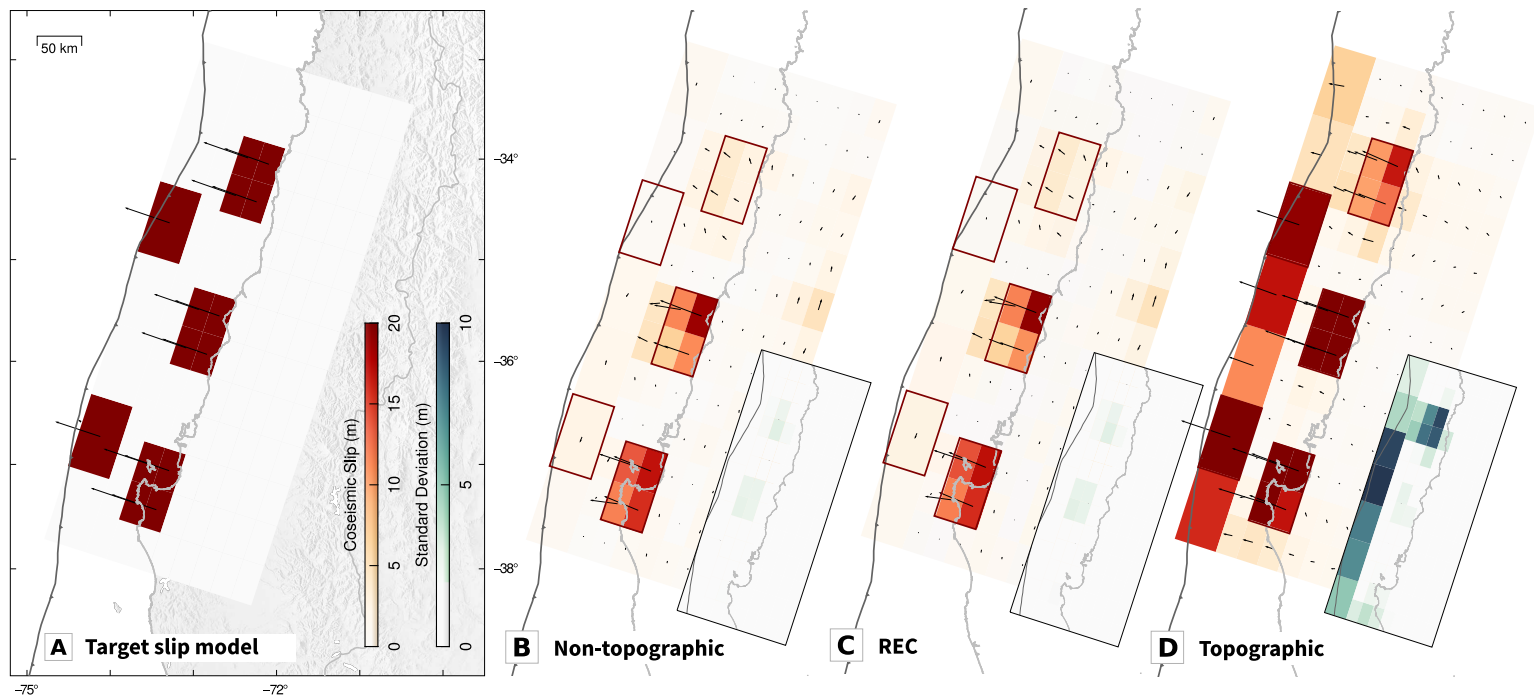 50 km
−34°
−36°
−38°
−75°
−72°
Coseismic Slip (m)
0
5
10
15
20
Standard Deviation (m)
0
5
10
A Target slip model
B Non-topographic
C REC
D Topographic